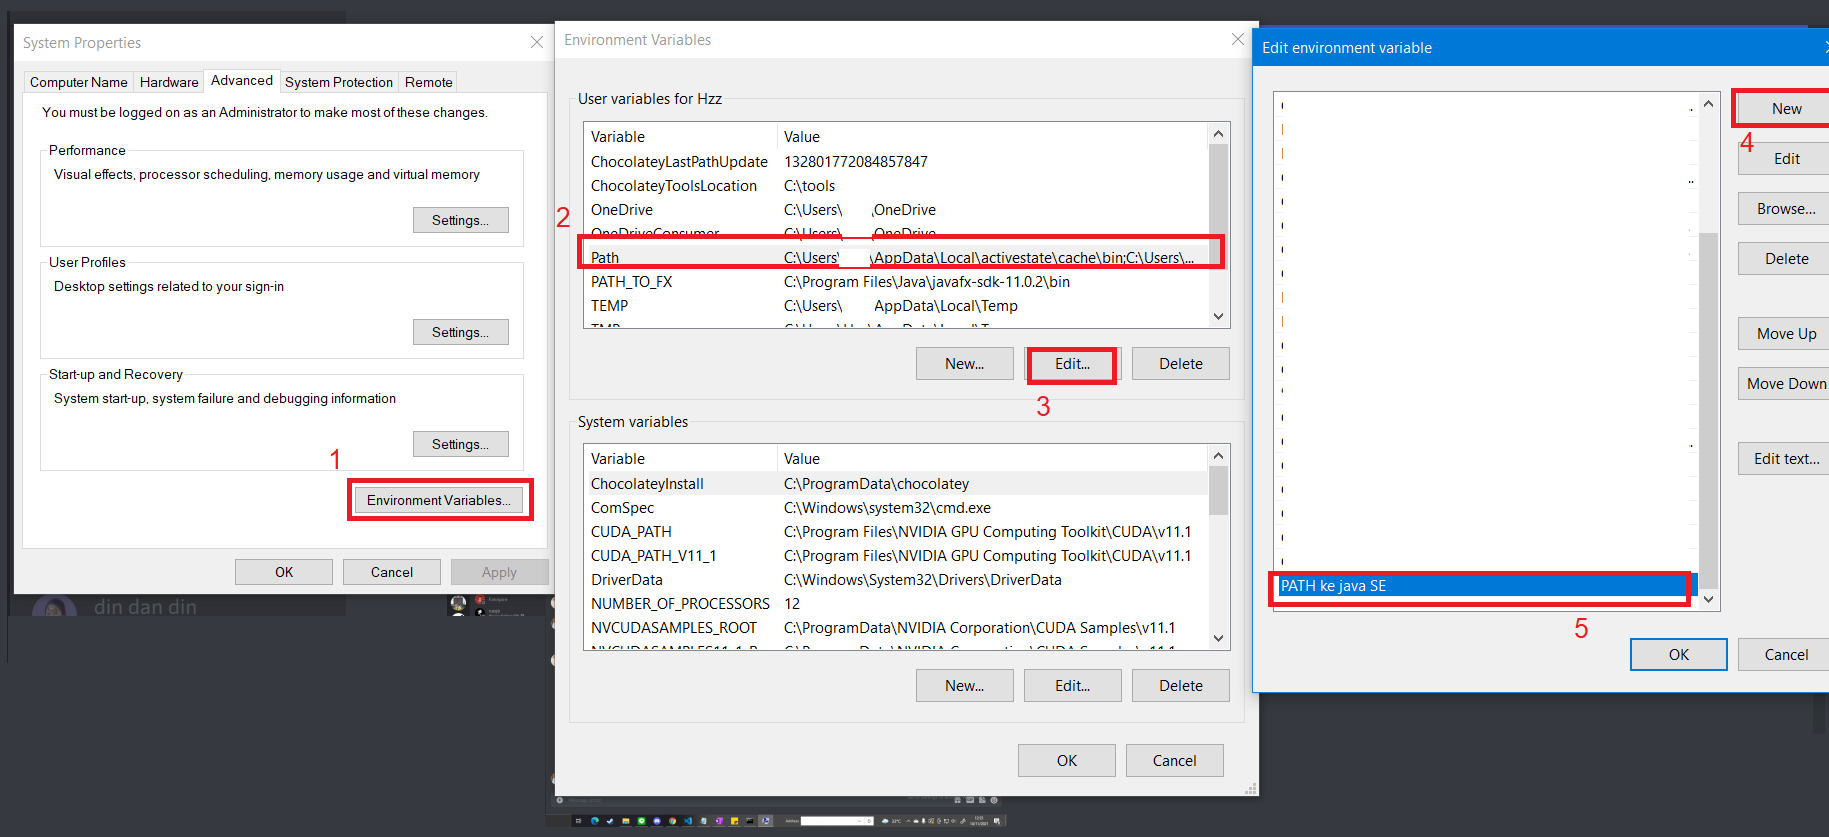 System Properties
Computer Name
Hardware
Advanced
System Protection
Remote
You must be logged on as an Administrator to make most of these changes.
Performance
Visual effects, processor scheduling, memory usage and virtual memory
Settings...
User Profiles
Desktop settings related to your sign-in
Settings...
Start-up and Recovery
System start-up, system failure and debugging information
Settings...
1
Environment Variables...
OK
Cancel
Apply
din dan din
Environment Variables
User variables for Hzz
Variable Value
ChocolateyLastPathUpdate 132801772084857847
ChocolateyToolsLocation C:\tools
OneDrive C:\Users\ \OneDrive
OneDriveConsumer C:\Users\ \OneDrive
2
Path C:\Users\ \AppData\Local\activestate\cache\bin;C:\Users\...
PATH_TO_FX C:\Program Files\Java\javafx-sdk-11.0.2\bin
TEMP C:\Users\ AppData\Local\Temp
New...
Edit...
Delete
3
System variables
Variable Value
ChocolateyInstall C:\ProgramData\chocolatey
ComSpec C:\Windows\system32\cmd.exe
CUDA_PATH C:\Program Files\NVIDIA GPU Computing Toolkit\CUDA\v11.1
CUDA_PATH_V11_1 C:\Program Files\NVIDIA GPU Computing Toolkit\CUDA\v11.1
DriverData C:\Windows\System32\Drivers\DriverData
NUMBER_OF_PROCESSORS 12
NVCUDASAMPLES_ROOT C:\ProgramData\NVIDIA Corporation\CUDA Samples\v11.1
New...
Edit...
Delete
OK
Cancel
Edit environment variable
New
4
Edit
Browse...
Delete
Move Up
Move Down
Edit text...
PATH ke java SE
5
OK
Cancel